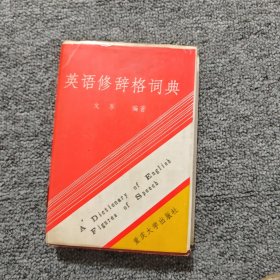 英语修辞格词典
文军 编著
A Dictionary of English
Figures of Speech
重庆大学出版社